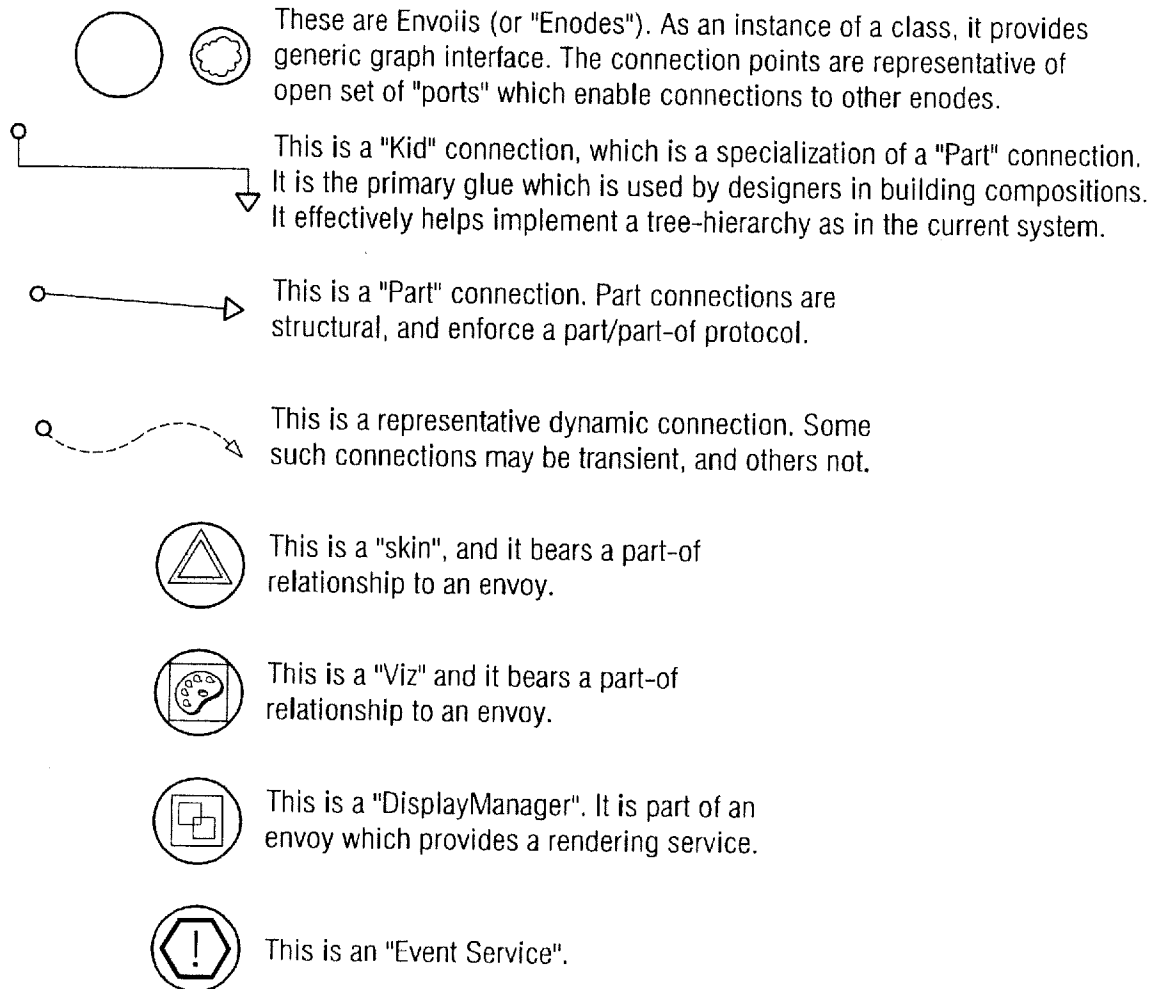 These are Envoiis (or "Enodes"). As an instance of a class, it provides
generic graph interface. The connection points are representative of
open set of "ports" which enable connections to other enodes.
This is a "Kid" connection, which is a specialization of a "Part" connection.
It is the primary glue which is used by designers in building compositions.
It effectively helps implement a tree-hierarchy as in the current system.
This is a "Part" connection. Part connections are
structural, and enforce a part/part-of protocol.
This is a representative dynamic connection. Some
such connections may be transient, and others not.
This is a "skin", and it bears a part-of
relationship to an envoy.
This is a "Viz" and it bears a part-of
relationship to an envoy.
This is a "DisplayManager". It is part of an
envoy which provides a rendering service.
!
This is an "Event Service".